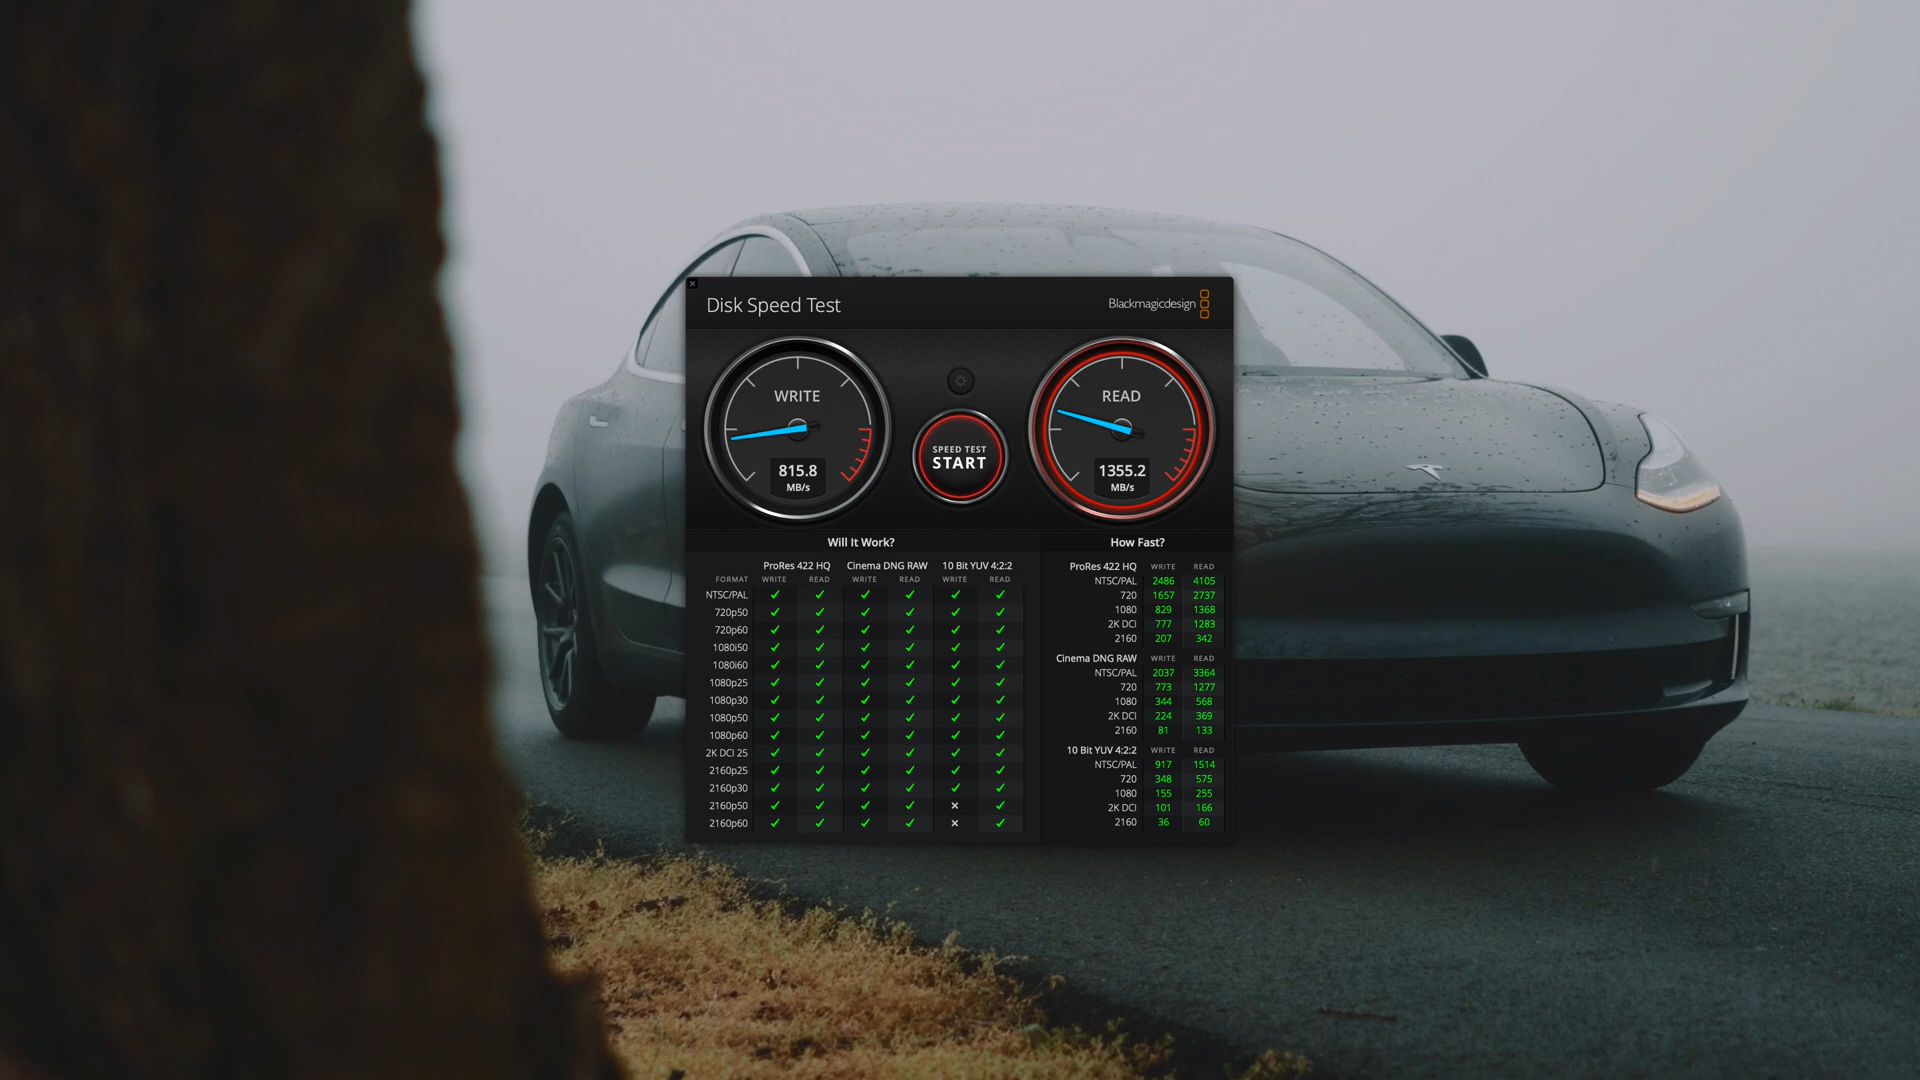 Disk Speed Test
Blackmagicdesign
WRITE
815.8
MB/s
SPEED TEST
START
READ
1355.2
MB/s
Will It Work?
ProRes 422 HQ Cinema DNG RAW 10 Bit YUV 4:2:2
FORMAT WRITE READ WRITE READ WRITE READ
NTSC/PAL ✓ ✓ ✓ ✓ ✓ ✓
720p50 ✓ ✓ ✓ ✓ ✓ ✓
720p60 ✓ ✓ ✓ ✓ ✓ ✓
1080i50 ✓ ✓ ✓ ✓ ✓ ✓
1080i60 ✓ ✓ ✓ ✓ ✓ ✓
1080p25 ✓ ✓ ✓ ✓ ✓ ✓
1080p30 ✓ ✓ ✓ ✓ ✓ ✓
1080p50 ✓ ✓ ✓ ✓ ✓ ✓
1080p60 ✓ ✓ ✓ ✓ ✓ ✓
2K DCI 25 ✓ ✓ ✓ ✓ ✓ ✓
2160p25 ✓ ✓ ✓ ✓ ✓ ✓
2160p30 ✓ ✓ ✓ ✓ ✓ ✓
2160p50 ✓ ✓ ✓ ✓ ✕ ✓
2160p60 ✓ ✓ ✓ ✓ ✕ ✓
How Fast?
ProRes 422 HQ WRITE READ
NTSC/PAL 2486 4105
720 1657 2737
1080 829 1368
2K DCI 777 1283
2160 207 342
Cinema DNG RAW WRITE READ
NTSC/PAL 2037 3364
720 773 1277
1080 344 568
2K DCI 224 369
2160 81 133
10 Bit YUV 4:2:2 WRITE READ
NTSC/PAL 917 1514
720 348 575
1080 155 255
2K DCI 101 166
2160 36 60